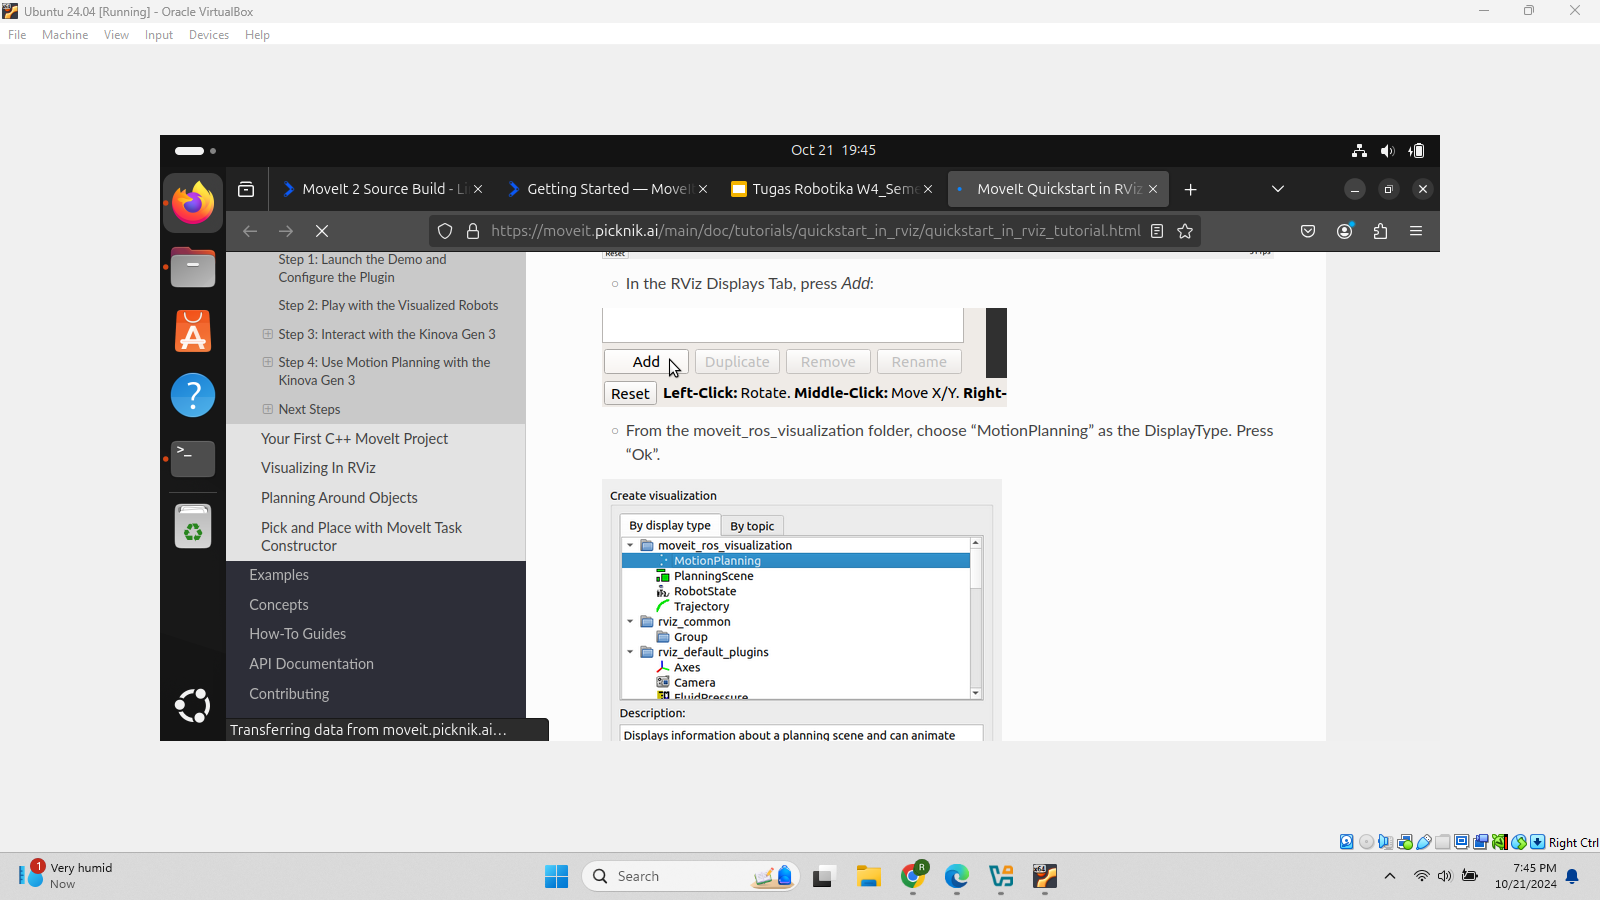 Ubuntu 24.04 [Running] - Oracle VirtualBox
File Machine View Input Devices Help
Oct 21 19:45
MoveIt 2 Source Build - Li
Getting Started — MoveIt
Tugas Robotika W4_Seme
MoveIt Quickstart in RViz
https://moveit.picknik.ai/main/doc/tutorials/quickstart_in_rviz/quickstart_in_rviz_tutorial.html
Step 1: Launch the Demo and
Configure the Plugin
Step 2: Play with the Visualized Robots
Step 3: Interact with the Kinova Gen 3
Step 4: Use Motion Planning with the
Kinova Gen 3
Next Steps
Your First C++ MoveIt Project
Visualizing In RViz
Planning Around Objects
Pick and Place with MoveIt Task
Constructor
Examples
Concepts
How-To Guides
API Documentation
Contributing
Transferring data from moveit.picknik.ai...
Reset
In the RViz Displays Tab, press Add:
Add Duplicate Remove Rename
Reset Left-Click: Rotate. Middle-Click: Move X/Y. Right-
From the moveit_ros_visualization folder, choose “MotionPlanning” as the DisplayType. Press
“Ok”.
Create visualization
By display type By topic
moveit_ros_visualization
MotionPlanning
PlanningScene
RobotState
Trajectory
rviz_common
Group
rviz_default_plugins
Axes
Camera
FluidPressure
Description:
Displays information about a planning scene and can animate
Right Ctrl
1
Very humid
Now
Search
R
x64
7:45 PM
10/21/2024